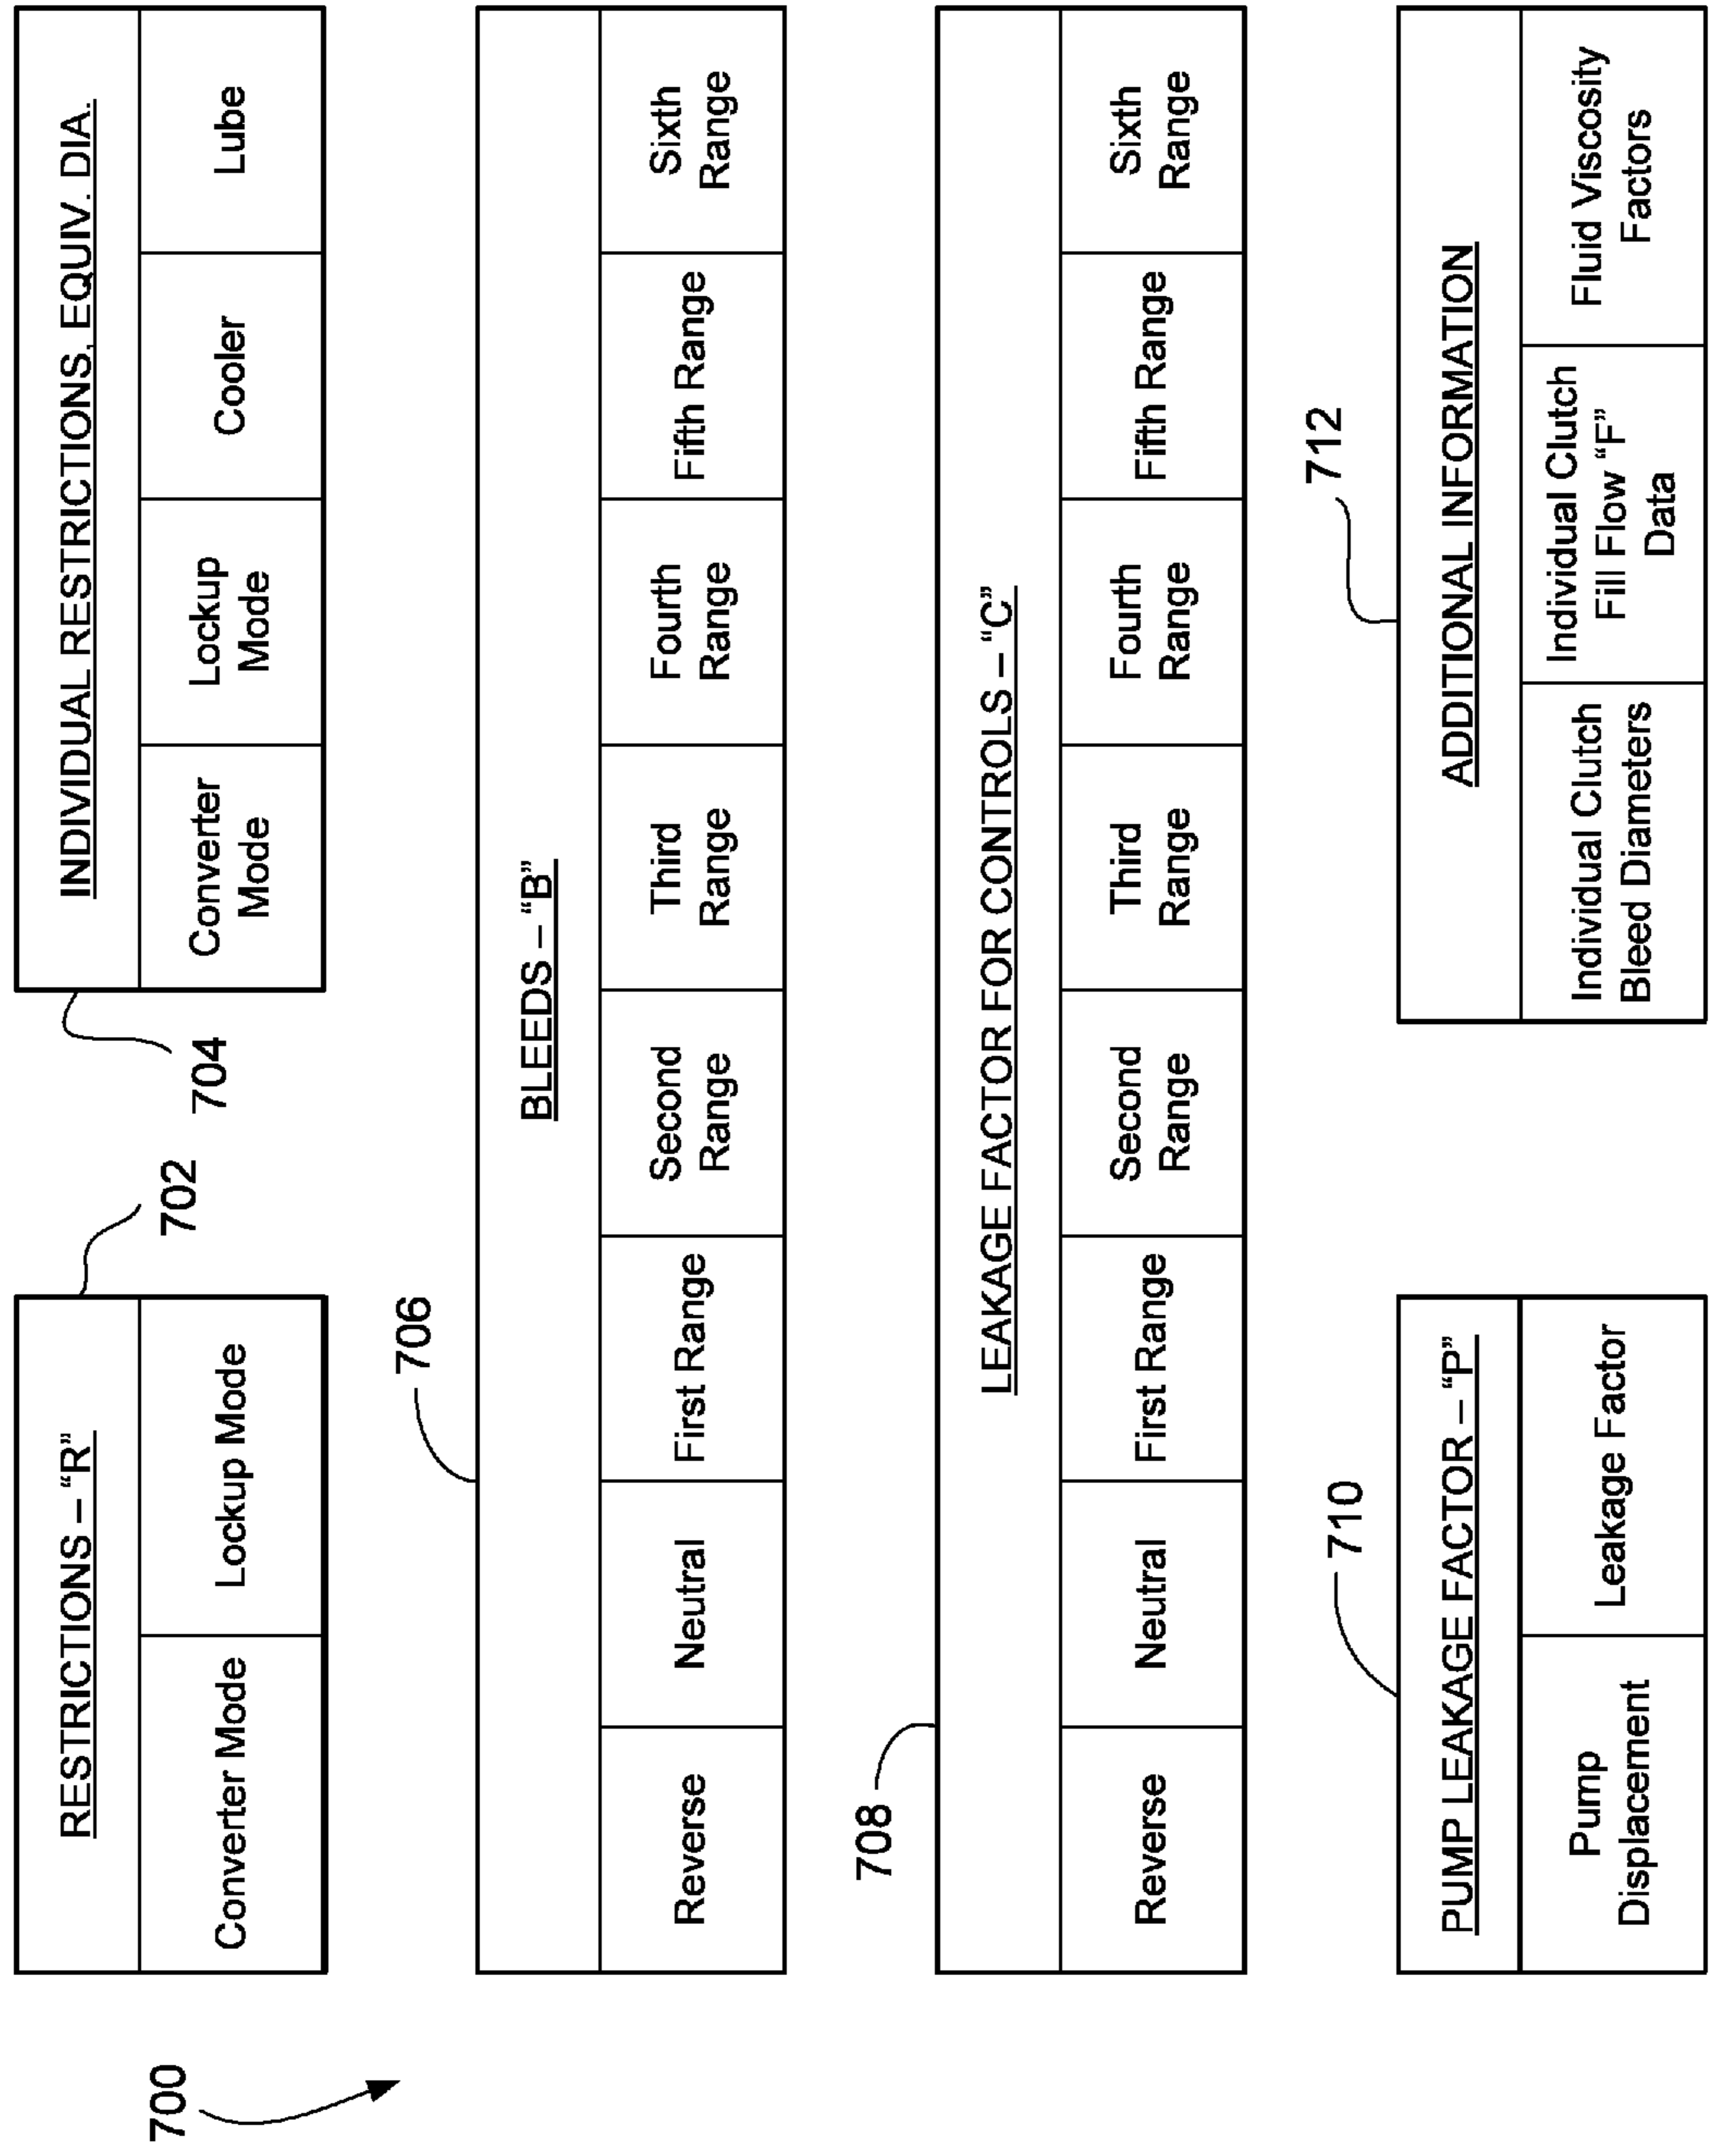 700
702
RESTRICTIONS – “R”
Converter Mode
Lockup Mode
704
INDIVIDUAL RESTRICTIONS, EQUIV. DIA.
Converter
Mode
Lockup
Mode
Cooler
Lube
706
BLEEDS – “B”
Reverse
Neutral
First Range
Second
Range
Third
Range
Fourth
Range
Fifth Range
Sixth
Range
708
LEAKAGE FACTOR FOR CONTROLS – “C”
Reverse
Neutral
First Range
Second
Range
Third
Range
Fourth
Range
Fifth Range
Sixth
Range
710
PUMP LEAKAGE FACTOR – “P”
Pump
Displacement
Leakage Factor
712
ADDITIONAL INFORMATION
Individual Clutch
Bleed Diameters
Individual Clutch
Fill Flow “F”
Data
Fluid Viscosity
Factors